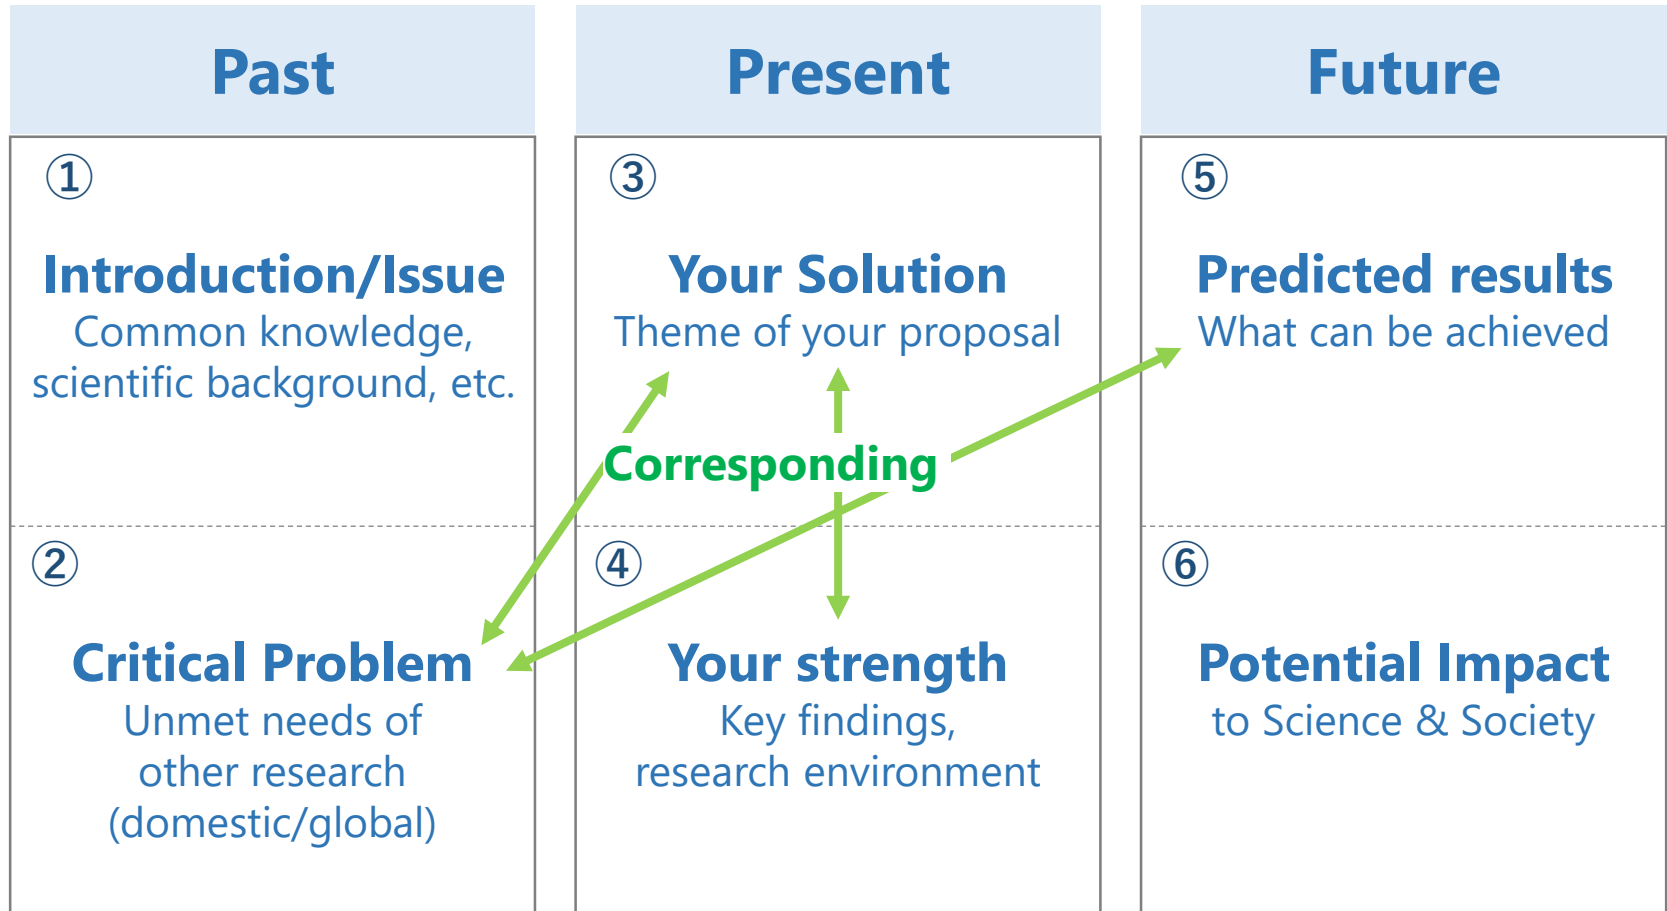 Past
Present
Future
①
Introduction/Issue
Common knowledge,
scientific background, etc.
②
Critical Problem
Unmet needs of
other research
(domestic/global)
③
Your Solution
Theme of your proposal
Corresponding
④
Your strength
Key findings,
research environment
⑤
Predicted results
What can be achieved
⑥
Potential Impact
to Science & Society